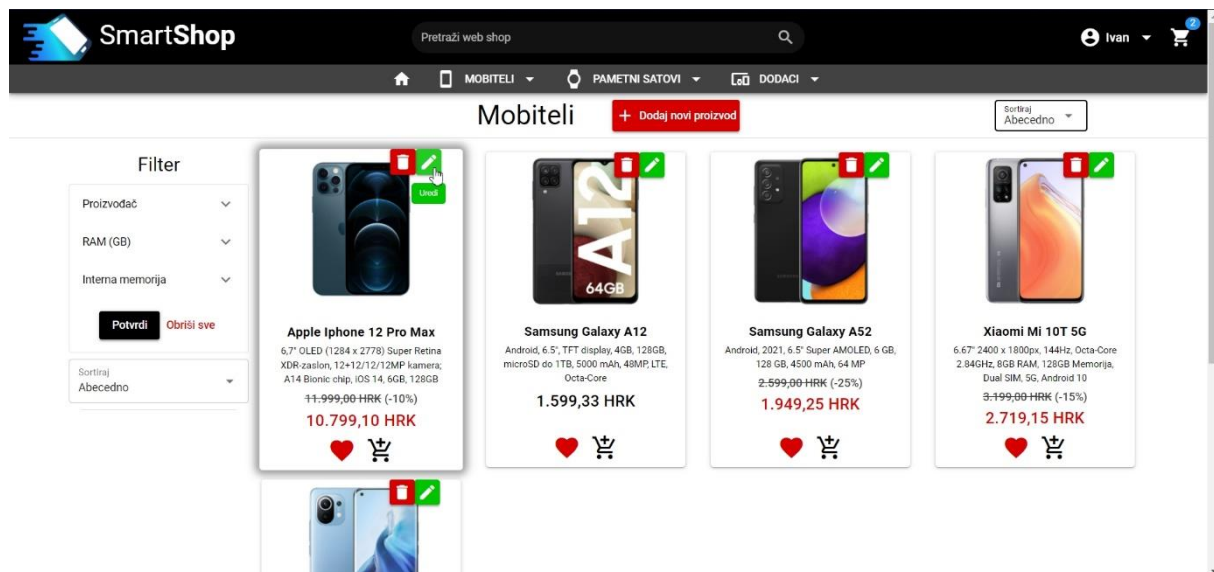 SmartShop
Pretraži web shop
Ivan
2
MOBITELI
PAMETNI SATOVI
DODACI
Mobiteli
+ Dodaj novi proizvod
Sortiraj
Abecedno
Filter
Proizvođač
RAM (GB)
Interna memorija
Potvrdi
Obriši sve
Sortiraj
Abecedno
Uredi
Apple Iphone 12 Pro Max
6,7" OLED (1284 x 2778) Super Retina
XDR-zaslon, 12+12/12/12MP kamera;
A14 Bionic chip, iOS 14, 6GB, 128GB
11.999,00 HRK (-10%)
10.799,10 HRK
A12
64GB
Samsung Galaxy A12
Android, 6.5", TFT display, 4GB, 128GB,
microSD do 1TB, 5000 mAh, 48MP, LTE,
Octa-Core
1.599,33 HRK
Samsung Galaxy A52
Android, 2021, 6.5" Super AMOLED, 6 GB,
128 GB, 4500 mAh, 64 MP
2.599,00 HRK (-25%)
1.949,25 HRK
Xiaomi Mi 10T 5G
6.67" 2400 x 1800px, 144Hz, Octa-Core
2.84GHz, 8GB RAM, 128GB Memorija,
Dual SIM, 5G, Android 10
3.199,00 HRK (-15%)
2.719,15 HRK